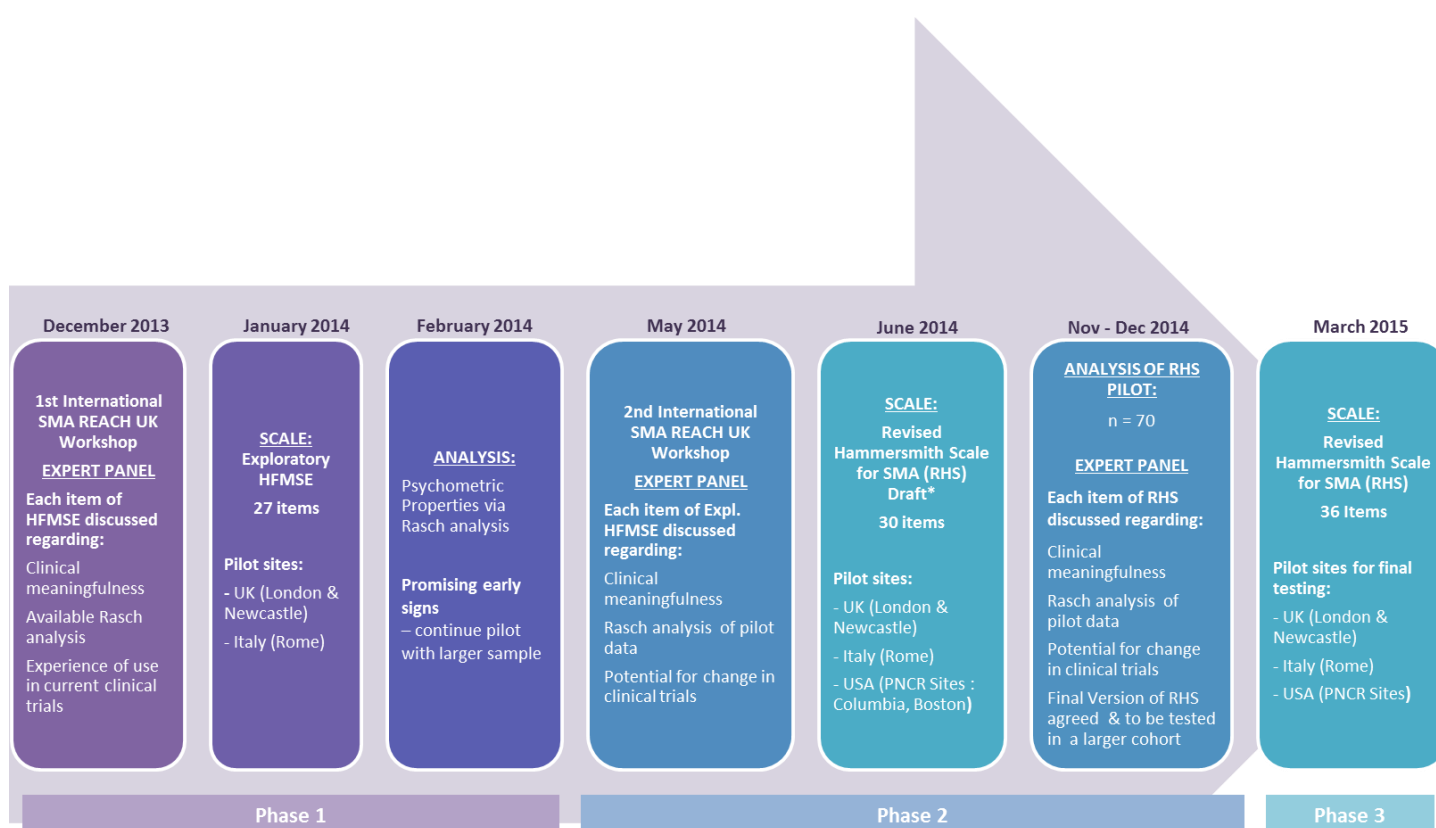 December 2013
1st International
SMA REACH UK
Workshop
EXPERT PANEL
Each item of
HFMSE discussed
regarding:
Clinical
meaningfulness
Available Rasch
analysis
Experience of use
in current clinical
trials
January 2014
SCALE:
Exploratory
HFMSE
27 items
Pilot sites:
- UK (London &
Newcastle)
- Italy (Rome)
February 2014
ANALYSIS:
Psychometric
Properties via
Rasch analysis
Promising early
signs
– continue pilot
with larger sample
May 2014
2nd International
SMA REACH UK
Workshop
EXPERT PANEL
Each item of Expl.
HFMSE discussed
regarding:
Clinical
meaningfulness
Rasch analysis of pilot
data
Potential for change in
clinical trials
June 2014
SCALE:
Revised
Hammersmith Scale
for SMA (RHS)
Draft*
30 items
Pilot sites:
- UK (London &
Newcastle)
- Italy (Rome)
- USA (PNCR Sites :
Columbia, Boston)
Nov - Dec 2014
ANALYSIS OF RHS
PILOT:
n = 70
EXPERT PANEL
Each item of RHS
discussed regarding:
Clinical
meaningfulness
Rasch analysis of
pilot data
Potential for change
in clinical trials
Final Version of RHS
agreed & to be tested
in a larger cohort
March 2015
SCALE:
Revised
Hammersmith Scale
for SMA (RHS)
36 Items
Pilot sites for final
testing:
- UK (London &
Newcastle)
- Italy (Rome)
- USA (PNCR Sites)
Phase 1
Phase 2
Phase 3